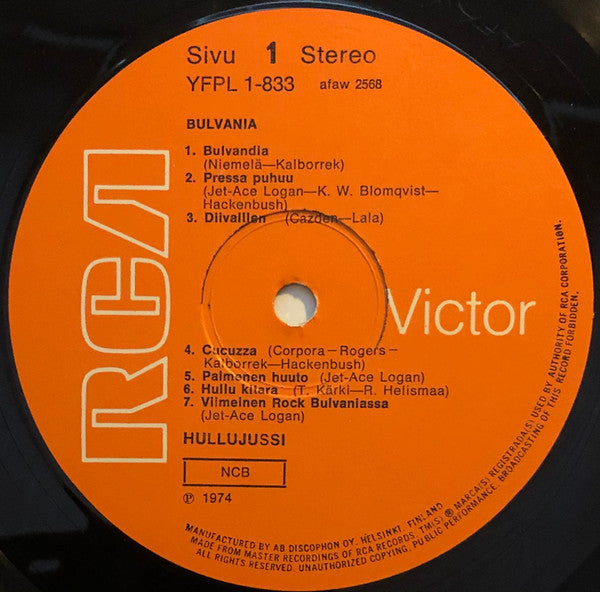 Sivu 1 Stereo
YFPL 1-833 afaw 2568
BULVANIA
1. Bulvandia
(Niemelä—Kalborrek)
2. Pressa puhuu
(Jet-Ace Logan—K. W. Blomqvist—
Hackenbush)
3. Diivaillen (Cazden—Lala)
RCA Victor
4. Cucuzza (Corpora—Rogers—
Kalborrek—Hackenbush)
5. Palmonen huuto (Jet-Ace Logan)
6. Hullu kitara (T. Kärki—R. Helismaa)
7. Viimeinen Rock Bulvaniassa
(Jet-Ace Logan)
HULLUJUSSI
NCB
℗ 1974
MANUFACTURED BY AB DISCOPHON OY, HELSINKI, FINLAND
MADE FROM MASTER RECORDINGS OF RCA RECORDS. TM(S) ® MARCA(S) REGISTRADA(S) USED BY AUTHORITY OF RCA CORPORATION.
ALL RIGHTS RESERVED. UNAUTHORIZED COPYING, PUBLIC PERFORMANCE, BROADCASTING OF THIS RECORD FORBIDDEN.